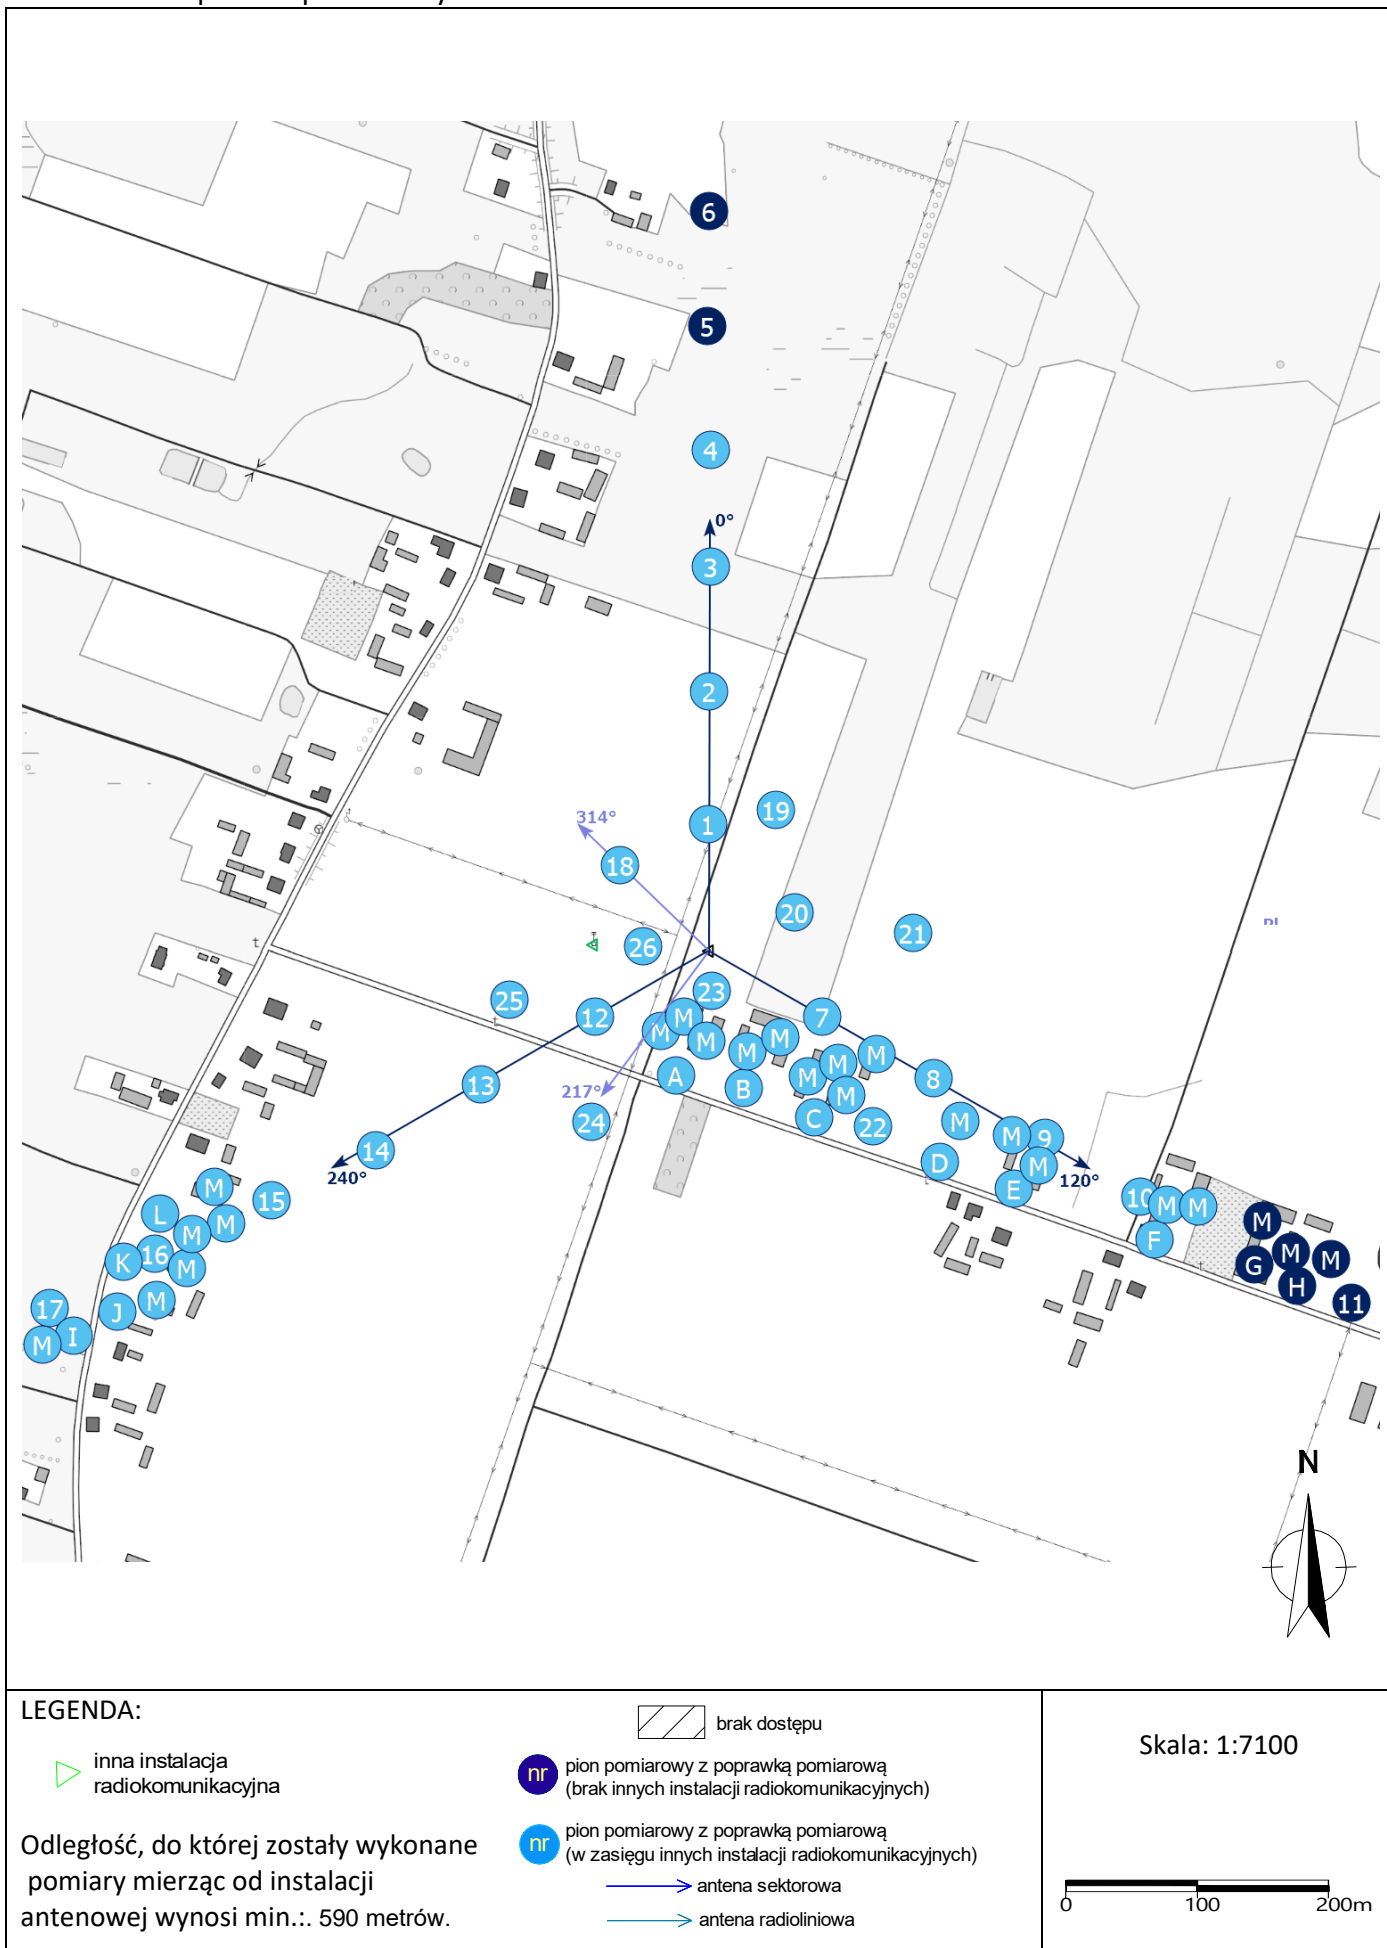 6
5
4
0°
3
2
314°
1
19
18
20
21
26
t
23
25
12
7
t
M
M
M
M
M
M
M
M
13
A
217°
B
M
8
24
C
22
M
M
9
14
240°
D
M
120°
E
t
M
15
10
M
M
L
M
M
F
M
K
16
M
M
M
G
H
t
11
17
J
M
M
I
N
LEGENDA:
inna instalacja
radiokomunikacyjna
Odległość, do której zostały wykonane
pomiary mierząc od instalacji
antenowej wynosi min.:. 590 metrów.
brak dostępu
nr
pion pomiarowy z poprawką pomiarową
(brak innych instalacji radiokomunikacyjnych)
nr
pion pomiarowy z poprawką pomiarową
(w zasięgu innych instalacji radiokomunikacyjnych)
antena sektorowa
antena radioliniowa
Skala: 1:7100
0 100 200m